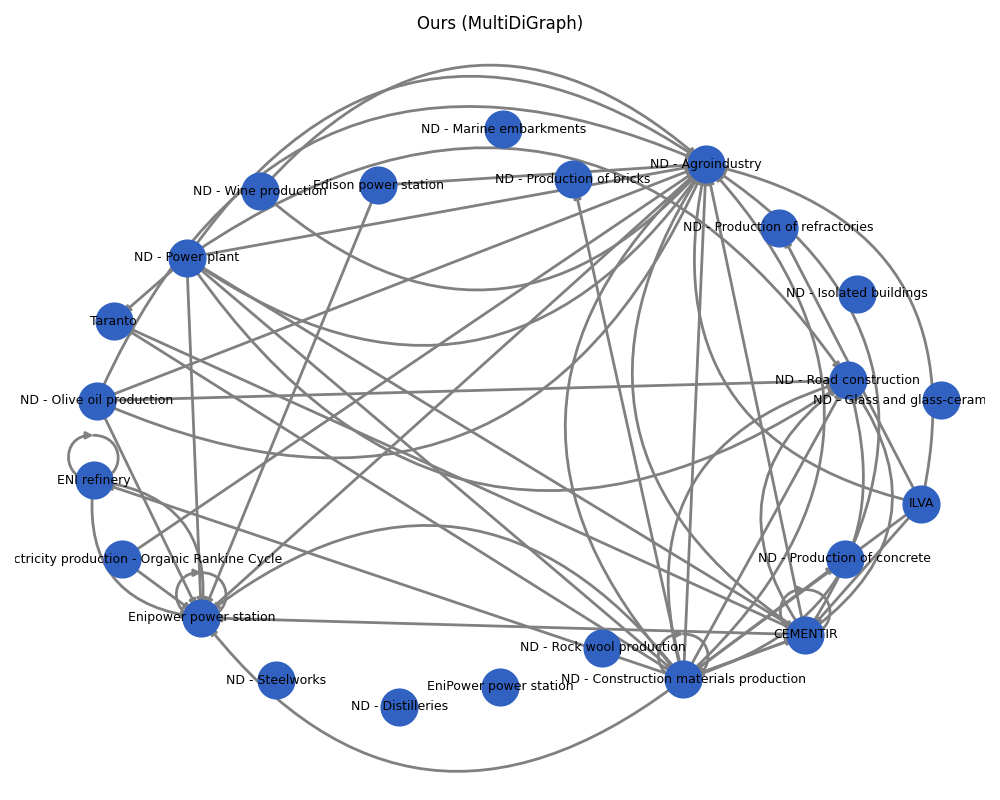 Ours (MultiDiGraph)
ND - Marine embarkments
ND - Agroindustry
ND - Production of bricks
Edison power station
ND - Wine production
ND - Production of refractories
ND - Power plant
ND - Isolated buildings
Taranto
ND - Road construction
ND - Olive oil production
ND - Glass and glass-ceram
ENI refinery
ILVA
ctricity production - Organic Rankine Cycle
ND - Production of concrete
Enipower power station
CEMENTIR
ND - Rock wool production
ND - Construction materials production
ND - Steelworks
EniPower power station
ND - Distilleries